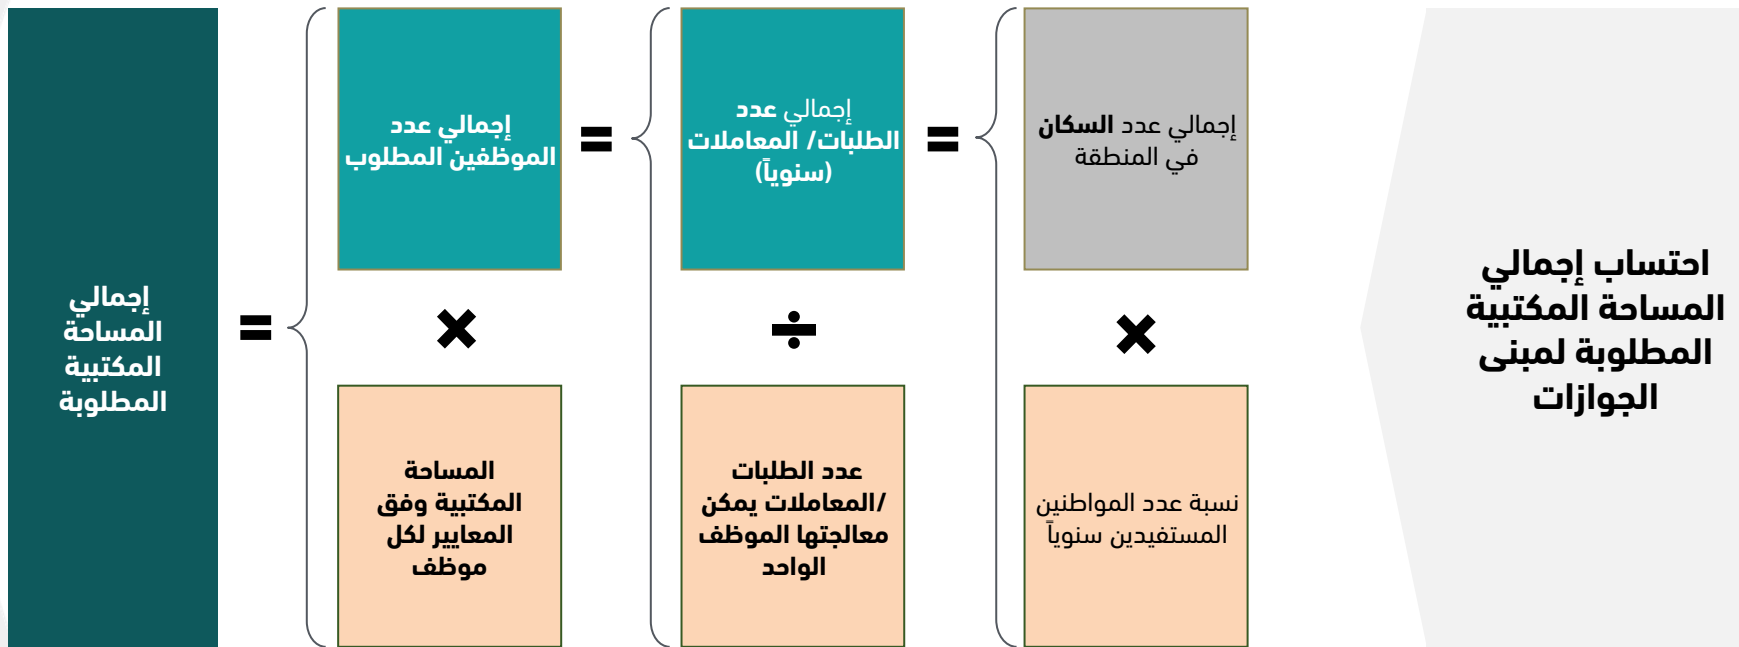 احتساب إجمالي
المساحة المكتبية
المطلوبة لمبنى
الجوازات
إجمالي عدد السكان
في المنطقة
×
نسبة عدد المواطنين
المستفيدين سنوياً
=
إجمالي عدد
الطلبات/ المعاملات
(سنوياً)
÷
عدد الطلبات
/المعاملات يمكن
معالجتها الموظف
الواحد
=
إجمالي عدد
الموظفين المطلوب
×
المساحة
المكتبية وفق
المعايير لكل
موظف
=
إجمالي
المساحة
المكتبية
المطلوبة